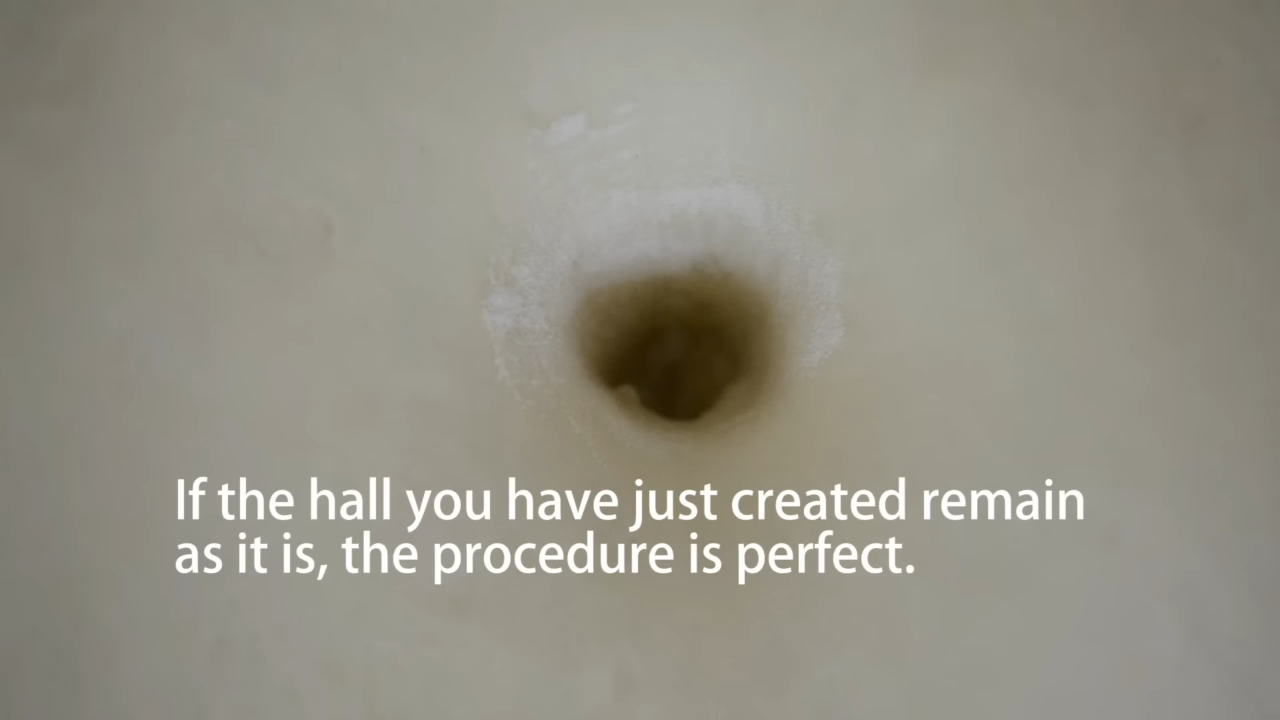 If the hall you have just created remain
as it is, the procedure is perfect.